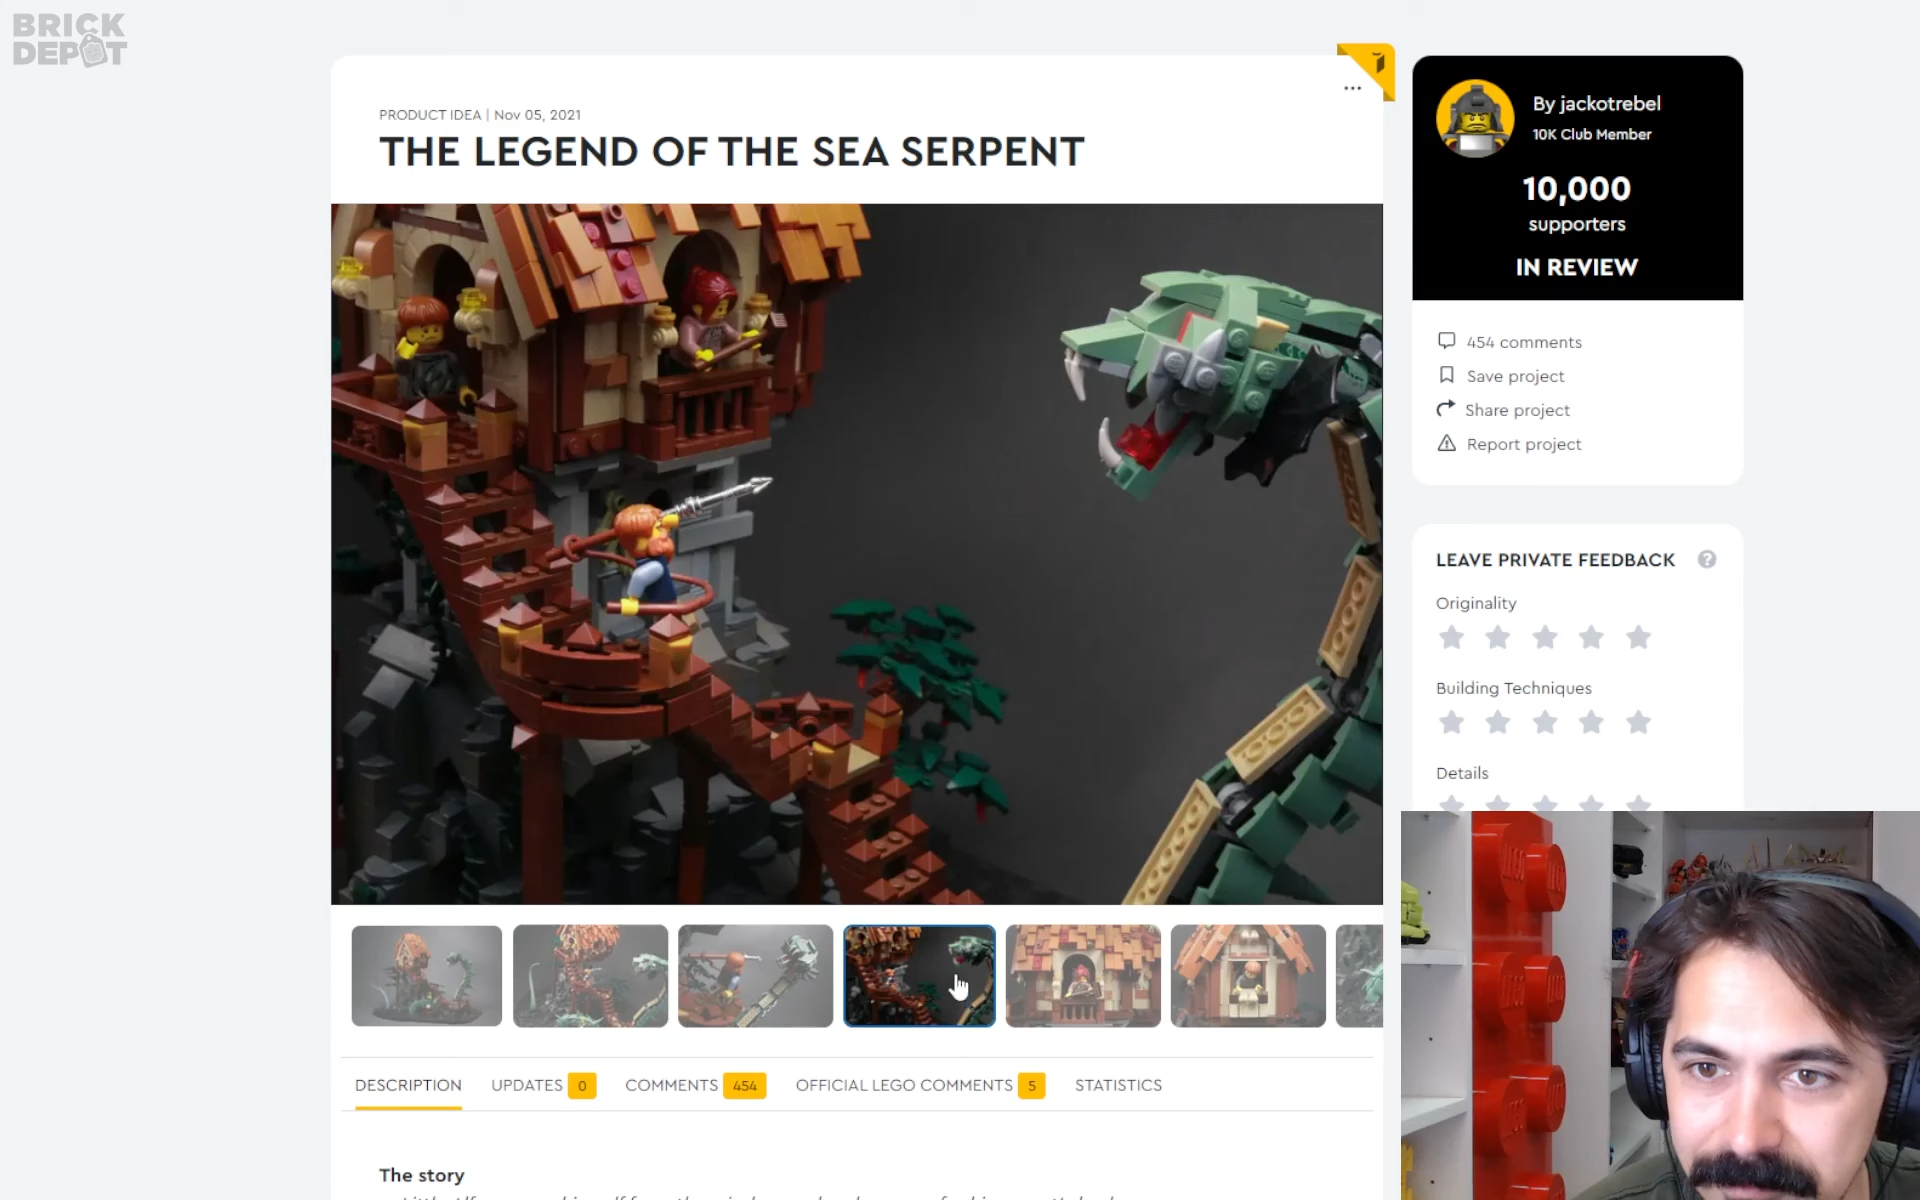 BRICK
DEPOT
PRODUCT IDEA | Nov 05, 2021
THE LEGEND OF THE SEA SERPENT
By jackotrebel
10K Club Member
10,000
supporters
IN REVIEW
454 comments
Save project
Share project
Report project
LEAVE PRIVATE FEEDBACK ?
Originality
Building Techniques
Details
DESCRIPTION UPDATES 0 COMMENTS 454 OFFICIAL LEGO COMMENTS 5 STATISTICS
The story